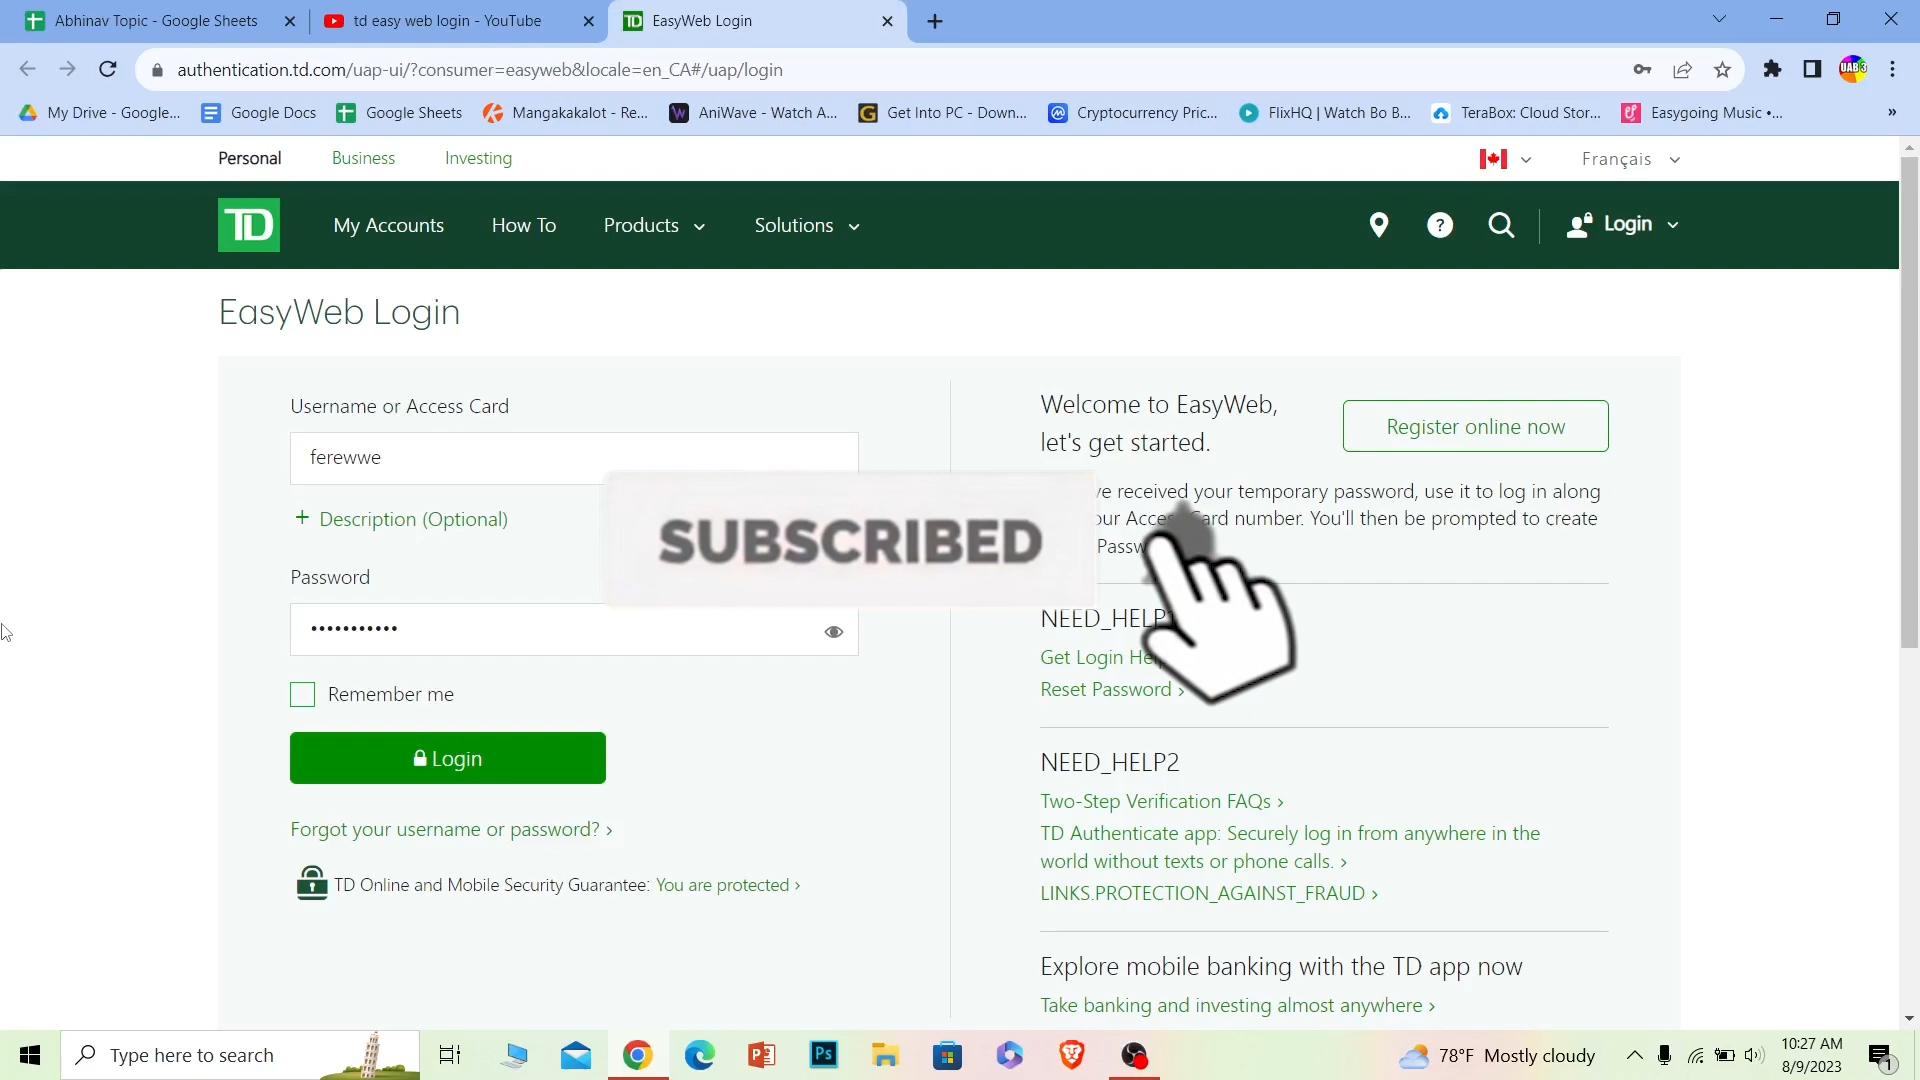 Abhinav Topic - Google Sheets
td easy web login - YouTube
TD EasyWeb Login
authentication.td.com/uap-ui/?consumer=easyweb&locale=en_CA#/uap/login
UAB 3
My Drive - Google...
Google Docs
Google Sheets
Mangakakalot - Re...
W AniWave - Watch A...
G Get Into PC - Down...
Cryptocurrency Pric...
FlixHQ | Watch Bo B...
TeraBox: Cloud Stor...
Easygoing Music •...
»
Personal
Business
Investing
Français
TD
My Accounts
How To
Products
Solutions
?
Login
EasyWeb Login
Username or Access Card
ferewwe
+ Description (Optional)
Password
•••••••••••
Remember me
Login
Forgot your username or password? ›
TD Online and Mobile Security Guarantee: You are protected ›
Welcome to EasyWeb,
let's get started.
Register online now
received your temporary password, use it to log in along
number. You'll then be prompted to create
SUBSCRIBED
Get Login
Reset Password ›
NEED_HELP2
Two-Step Verification FAQs ›
TD Authenticate app: Securely log in from anywhere in the
world without texts or phone calls. ›
LINKS.PROTECTION_AGAINST_FRAUD ›
Explore mobile banking with the TD app now
Take banking and investing almost anywhere ›
Type here to search
Ps
78°F Mostly cloudy
10:27 AM
8/9/2023
1